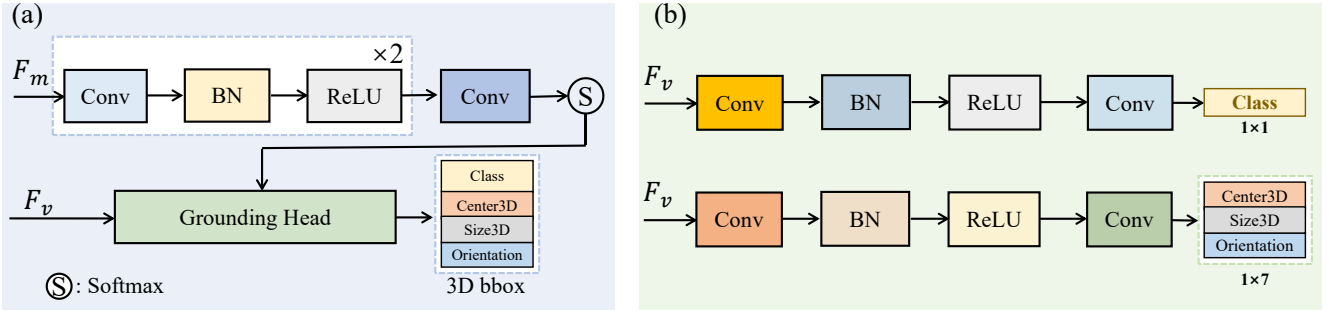 (a)
×2
F_m
Conv
BN
ReLU
Conv
S
F_v
Grounding Head
Class
Center3D
Size3D
Orientation
3D bbox
S: Softmax
(b)
F_v
Conv
BN
ReLU
Conv
Class
1×1
F_v
Conv
BN
ReLU
Conv
Center3D
Size3D
Orientation
1×7